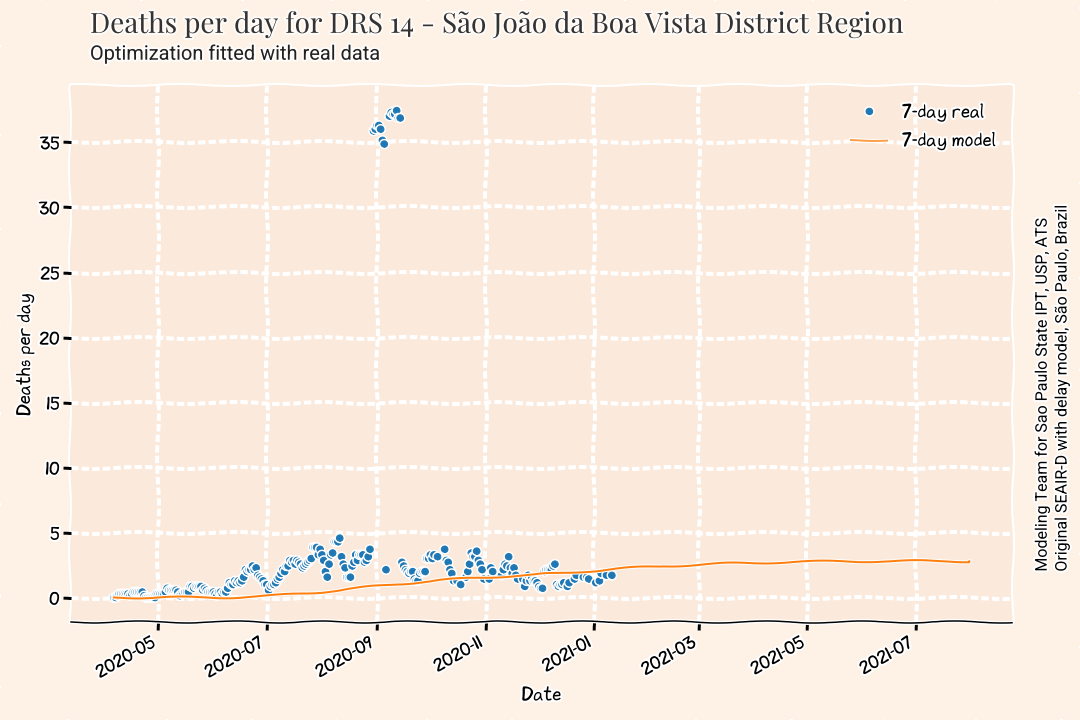 Deaths per day for DRS 14 - São João da Boa Vista District Region
Optimization fitted with real data
7-day real
7-day model
35
30
25
20
15
10
5
0
Deaths per day
2020-05
2020-07
2020-09
2020-11
2021-01
2021-03
2021-05
2021-07
Date
Modeling Team for Sao Paulo State IPT, USP, ATS
Original SEAIR-D with delay model, São Paulo, Brazil